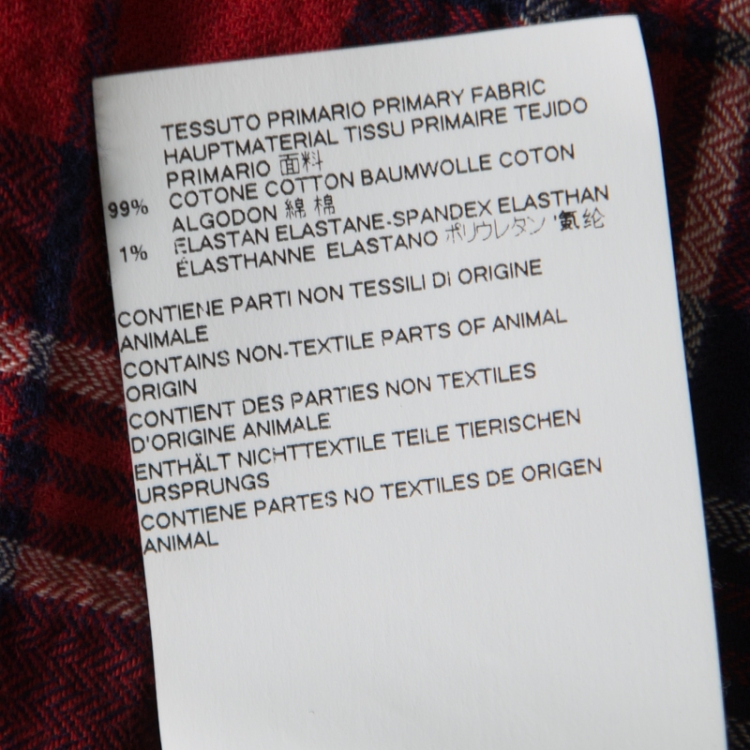 TESSUTO PRIMARIO PRIMARY FABRIC
HAUPTMATERIAL TISSU PRIMAIRE TEJIDO
PRIMARIO 面料
99% COTONE COTTON BAUMWOLLE COTON
ALGODON 綿 棉
1% ELASTAN ELASTANE-SPANDEX ELASTHAN
ÉLASTHANNE ELASTANO ポリウレタン '氨纶
CONTIENE PARTI NON TESSILI Di ORIGINE
ANIMALE
CONTAINS NON-TEXTILE PARTS OF ANIMAL
ORIGIN
CONTIENT DES PARTIES NON TEXTILES
D'ORIGINE ANIMALE
ENTHÄLT NICHTTEXTILE TEILE TIERISCHEN
URSPRUNGS
CONTIENE PARTES NO TEXTILES DE ORIGEN
ANIMAL